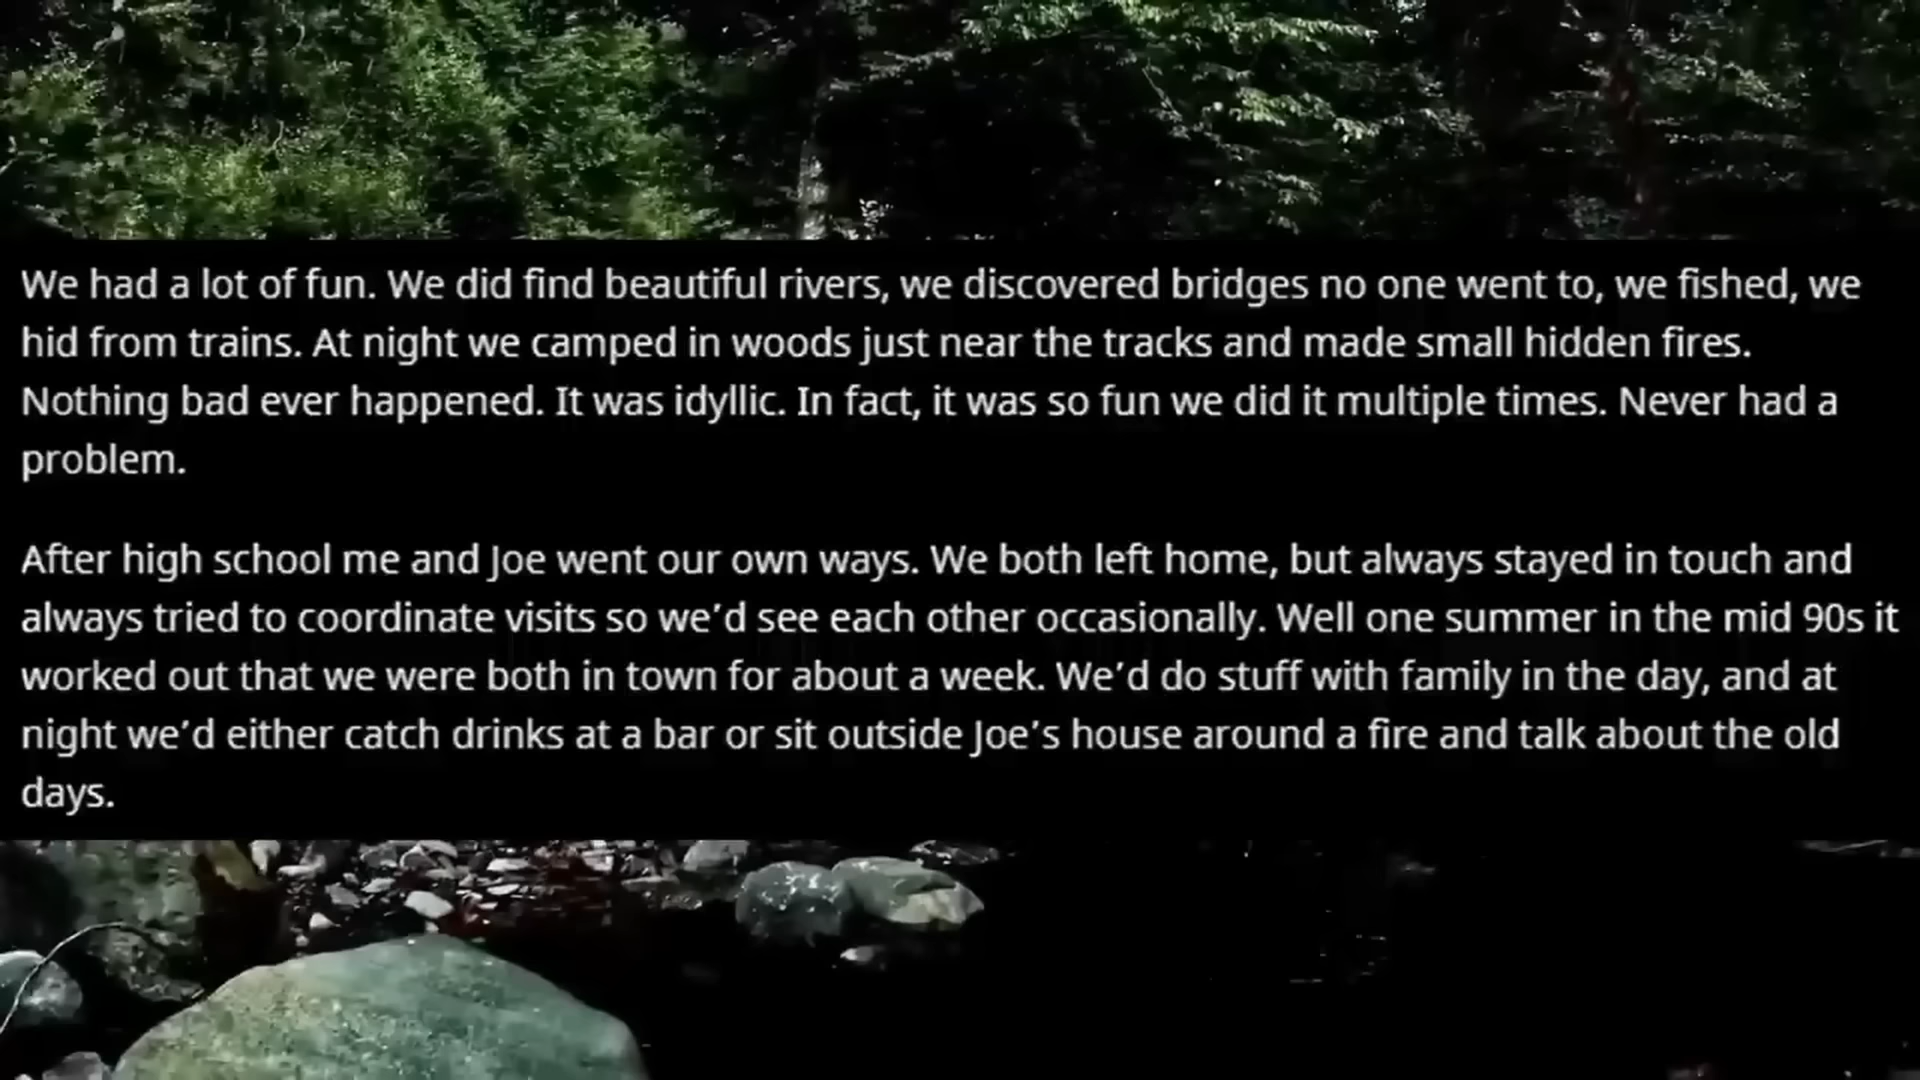 We had a lot of fun. We did find beautiful rivers, we discovered bridges no one went to, we fished, we
hid from trains. At night we camped in woods just near the tracks and made small hidden fires.
Nothing bad ever happened. It was idyllic. In fact, it was so fun we did it multiple times. Never had a
problem.
After high school me and Joe went our own ways. We both left home, but always stayed in touch and
always tried to coordinate visits so we’d see each other occasionally. Well one summer in the mid 90s it
worked out that we were both in town for about a week. We’d do stuff with family in the day, and at
night we’d either catch drinks at a bar or sit outside Joe’s house around a fire and talk about the old
days.